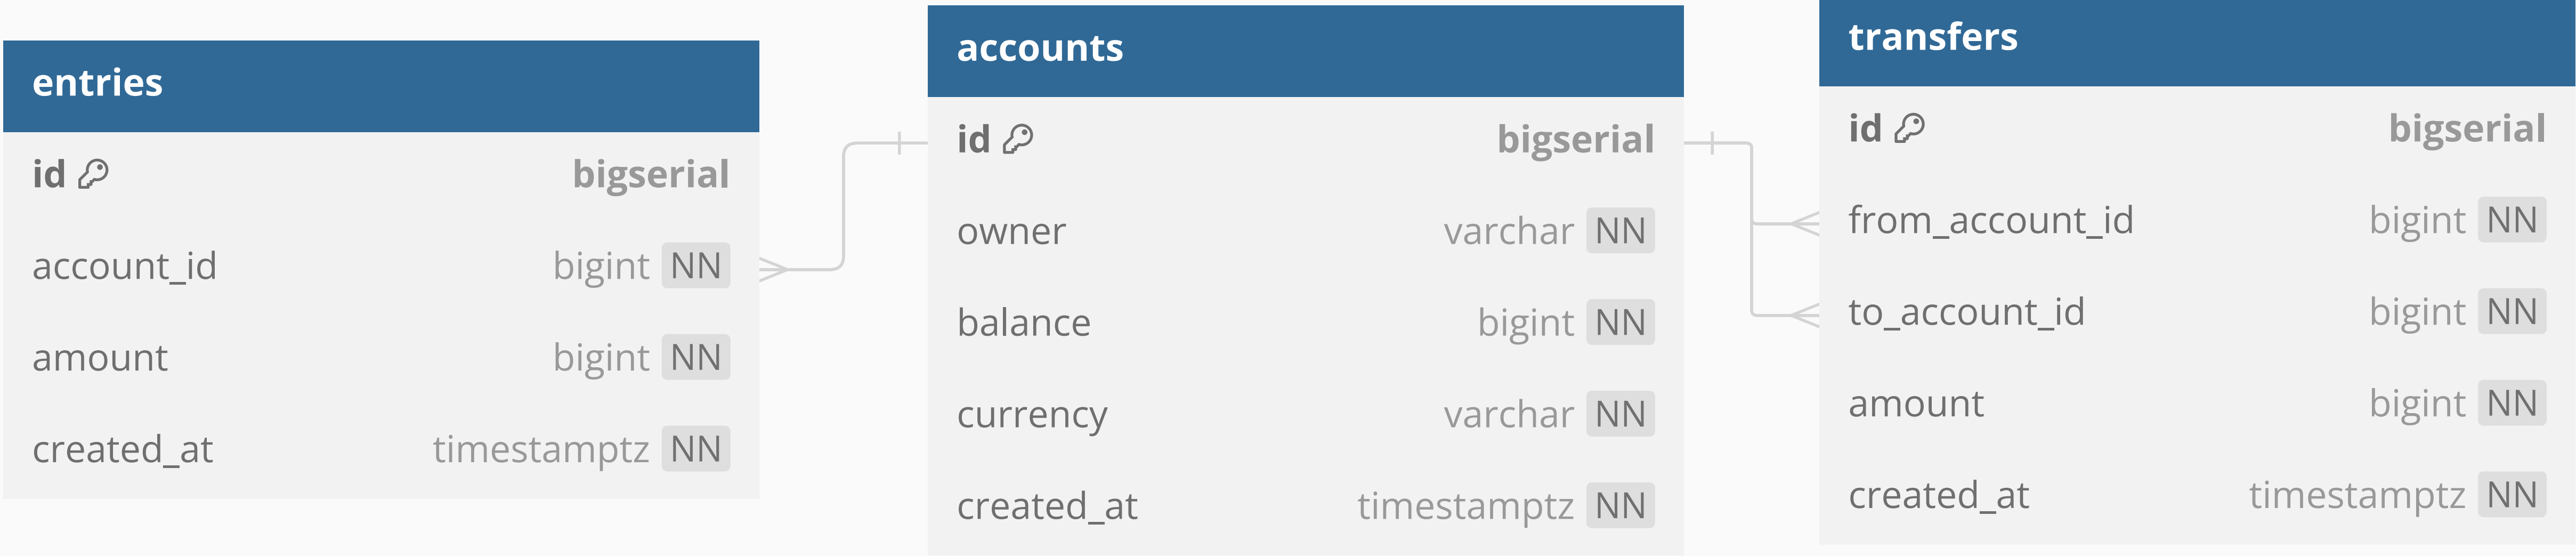 entries
id bigserial
account_id bigint NN
amount bigint NN
created_at timestamptz NN
accounts
id bigserial
owner varchar NN
balance bigint NN
currency varchar NN
created_at timestamptz NN
transfers
id bigserial
from_account_id bigint NN
to_account_id bigint NN
amount bigint NN
created_at timestamptz NN